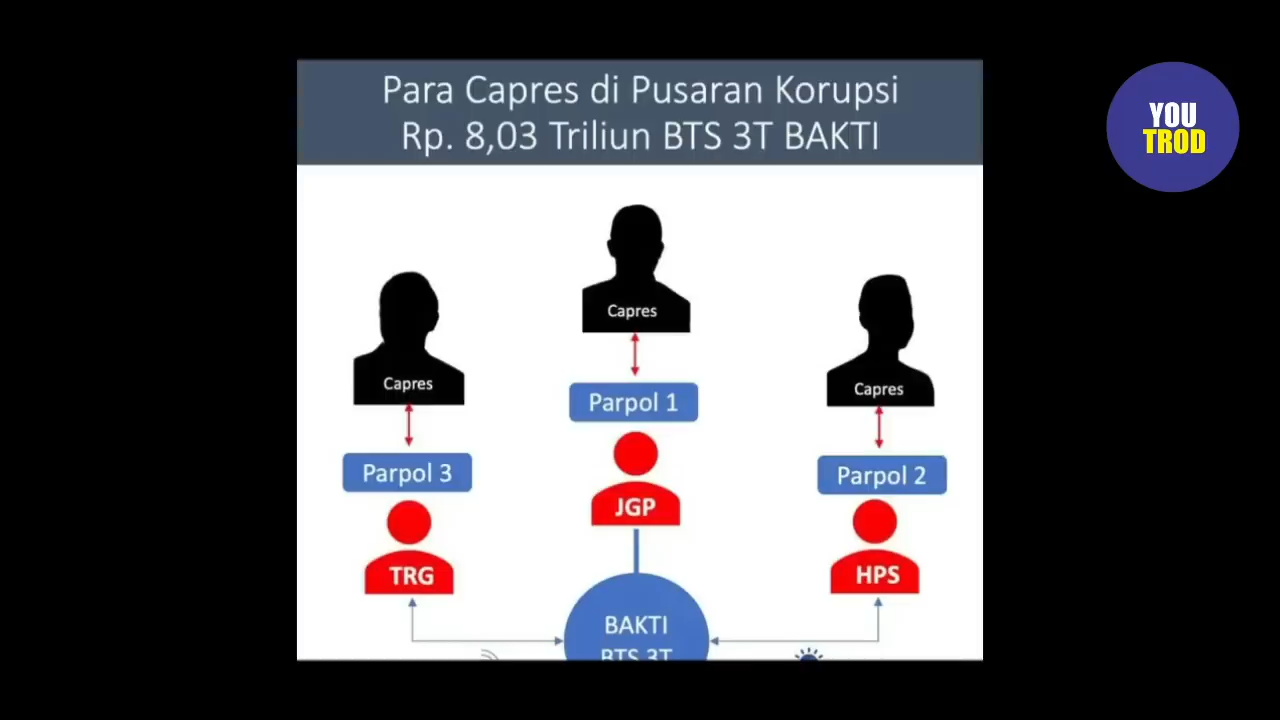 Para Capres di Pusaran Korupsi
Rp. 8,03 Triliun BTS 3T BAKTI
YOU
TROD
Capres
Capres
Capres
Parpol 1
Parpol 3
Parpol 2
JGP
TRG
HPS
BAKTI
BTS 3T